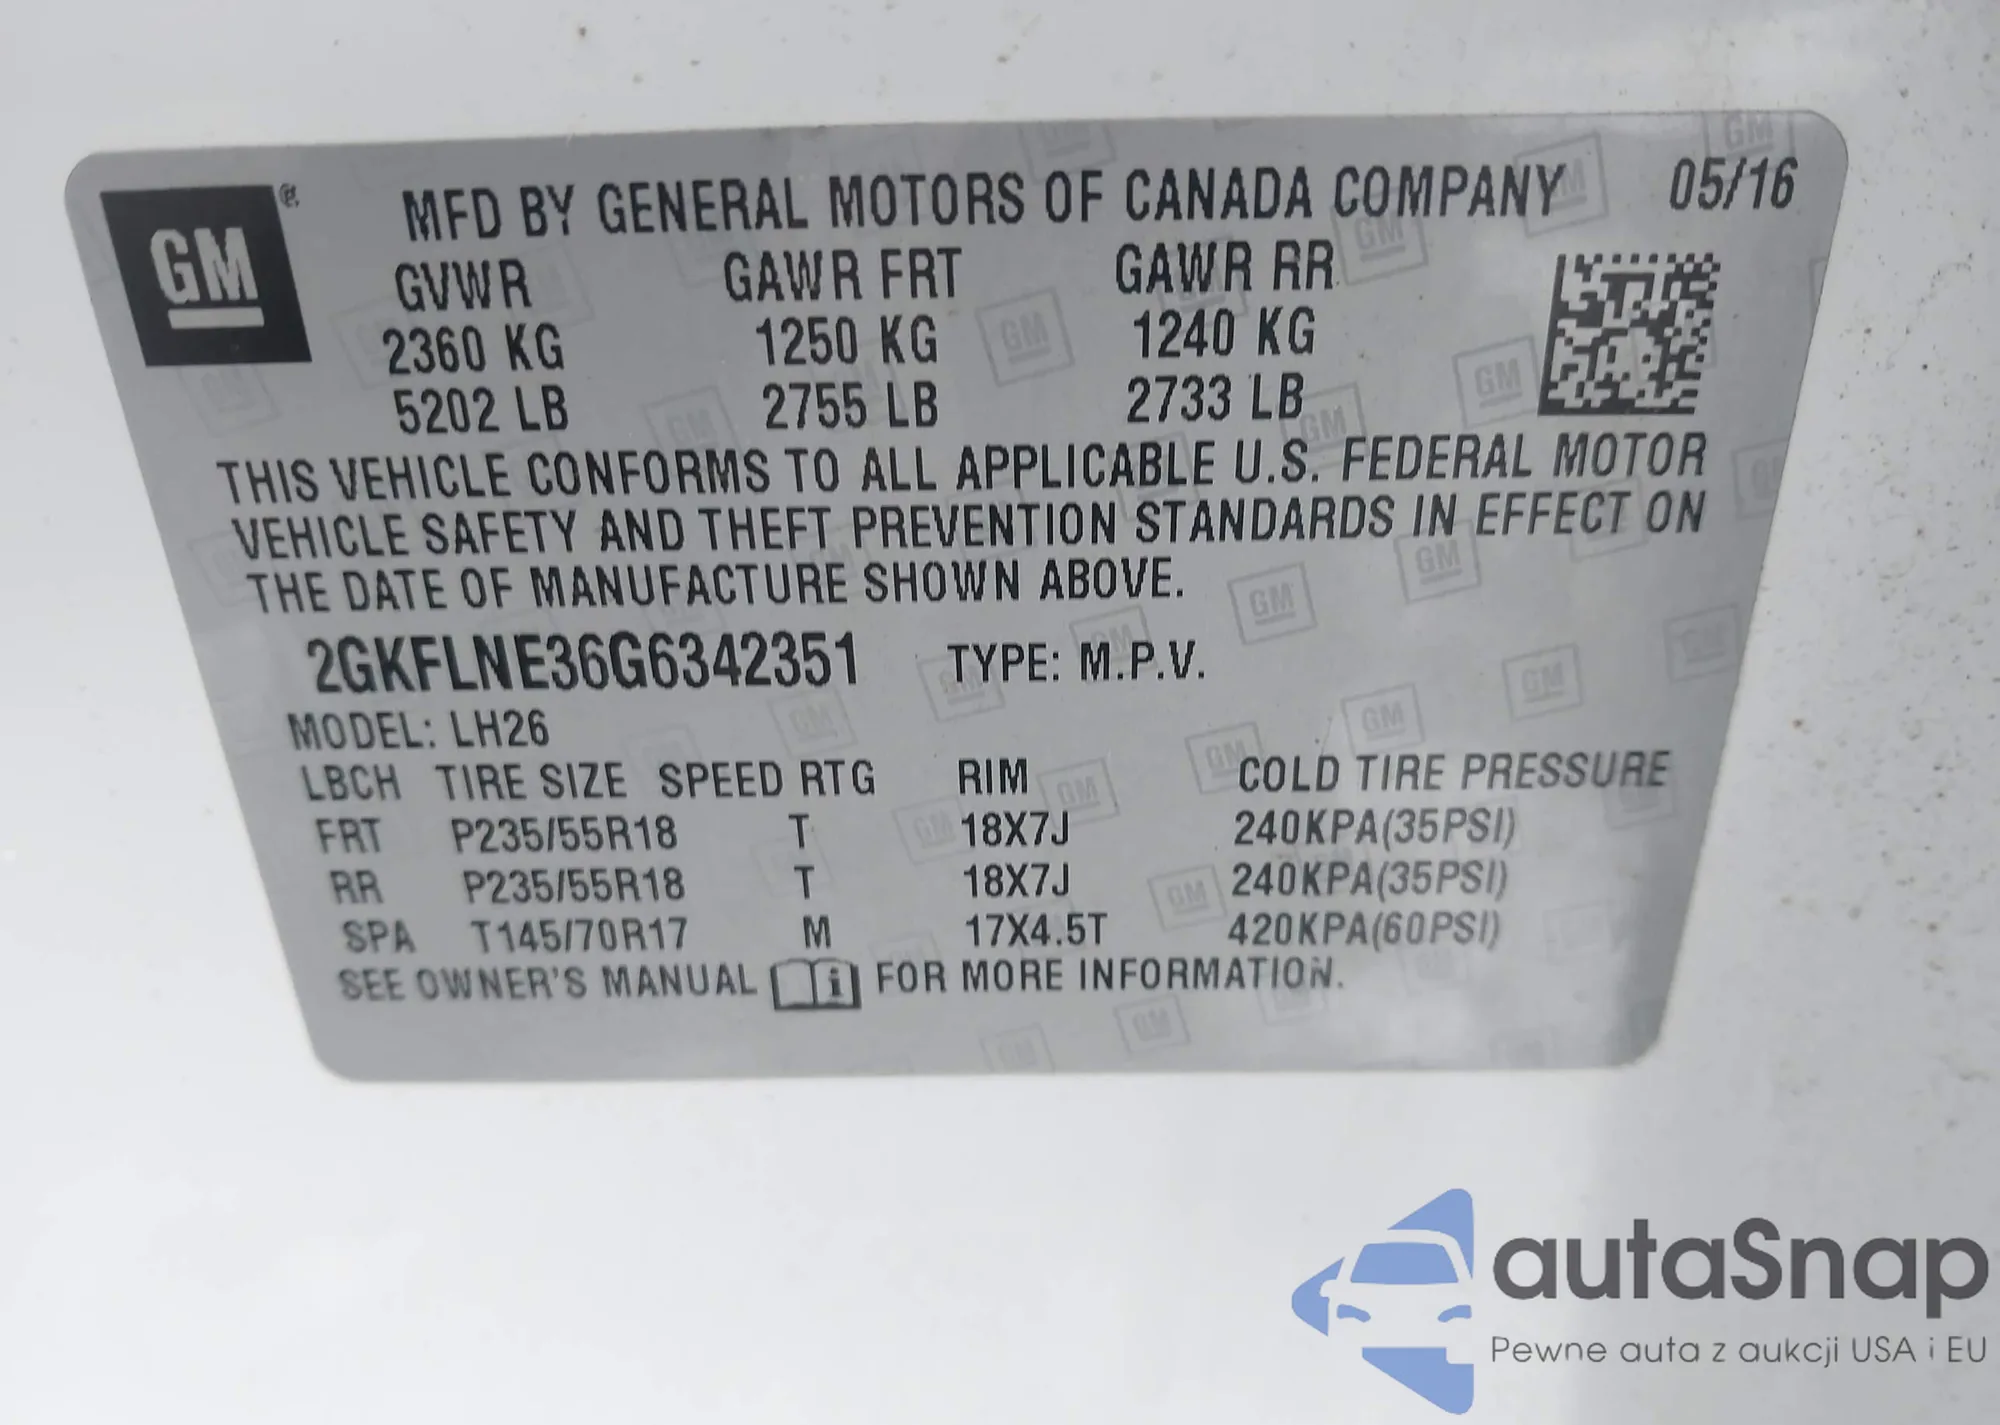 GM®
MFD BY GENERAL MOTORS OF CANADA COMPANY 05/16
GVWR GAWR FRT GAWR RR
2360 KG 1250 KG 1240 KG
5202 LB 2755 LB 2733 LB
THIS VEHICLE CONFORMS TO ALL APPLICABLE U.S. FEDERAL MOTOR
VEHICLE SAFETY AND THEFT PREVENTION STANDARDS IN EFFECT ON
THE DATE OF MANUFACTURE SHOWN ABOVE.
2GKFLNE36G6342351 TYPE: M.P.V.
MODEL: LH26
LBCH TIRE SIZE SPEED RTG RIM COLD TIRE PRESSURE
FRT P235/55R18 T 18X7J 240KPA(35PSI)
RR P235/55R18 T 18X7J 240KPA(35PSI)
SPA T145/70R17 M 17X4.5T 420KPA(60PSI)
SEE OWNER'S MANUAL i FOR MORE INFORMATION.
autaSnap
Pewne auta z aukcji USA i EU